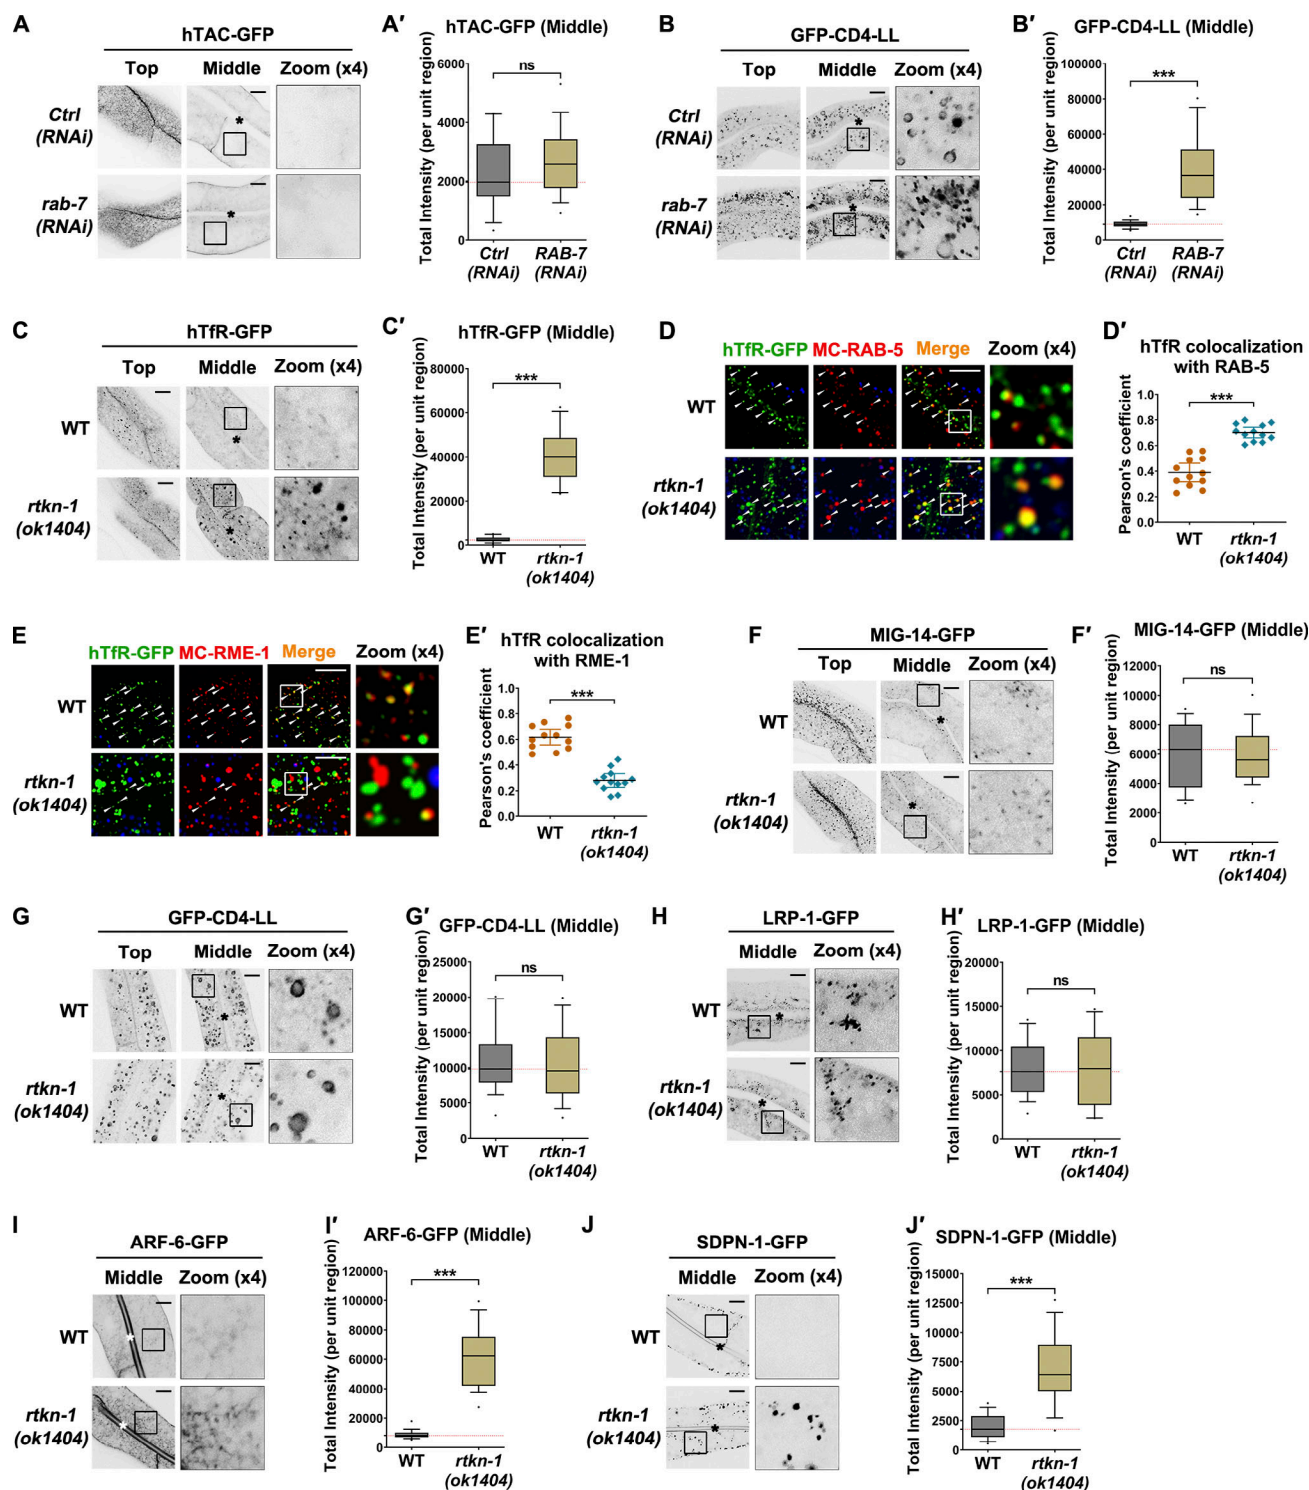 A
hTAC-GFP
Top Middle Zoom (x4)
Ctrl
(RNAi)
rab-7
(RNAi)
*
*
A′
hTAC-GFP (Middle)
Total Intensity (per unit region)
6000
4000
2000
0
ns
Ctrl
(RNAi)
RAB-7
(RNAi)
B
GFP-CD4-LL
Top Middle Zoom (x4)
Ctrl
(RNAi)
rab-7
(RNAi)
*
*
B′
GFP-CD4-LL (Middle)
Total Intensity (per unit region)
100000
80000
60000
40000
20000
0
***
Ctrl
(RNAi)
RAB-7
(RNAi)
C
hTfR-GFP
Top Middle Zoom (x4)
WT
rtkn-1
(ok1404)
*
*
C′
hTfR-GFP (Middle)
Total Intensity (per unit region)
80000
60000
40000
20000
0
***
WT
rtkn-1
(ok1404)
D
hTfR-GFP MC-RAB-5 Merge Zoom (x4)
WT
rtkn-1
(ok1404)
D′
hTfR colocalization
with RAB-5
Pearson's coefficient
1.0
0.8
0.6
0.4
0.2
0.0
***
WT
rtkn-1
(ok1404)
E
hTfR-GFP MC-RME-1 Merge Zoom (x4)
WT
rtkn-1
(ok1404)
E′
hTfR colocalization
with RME-1
Pearson's coefficient
1.0
0.8
0.6
0.4
0.2
0.0
***
WT
rtkn-1
(ok1404)
F
MIG-14-GFP
Top Middle Zoom (x4)
WT
rtkn-1
(ok1404)
*
*
F′
MIG-14-GFP (Middle)
Total Intensity (per unit region)
12000
10000
8000
6000
4000
2000
0
ns
WT
rtkn-1
(ok1404)
G
GFP-CD4-LL
Top Middle Zoom (x4)
WT
rtkn-1
(ok1404)
*
*
G′
GFP-CD4-LL (Middle)
Total Intensity (per unit region)
25000
20000
15000
10000
5000
0
ns
WT
rtkn-1
(ok1404)
H
LRP-1-GFP
Middle Zoom (x4)
WT
rtkn-1
(ok1404)
*
*
H′
LRP-1-GFP (Middle)
Total Intensity (per unit region)
20000
15000
10000
5000
0
ns
WT
rtkn-1
(ok1404)
I
ARF-6-GFP
Middle Zoom (x4)
WT
rtkn-1
(ok1404)
*
*
I′
ARF-6-GFP (Middle)
Total Intensity (per unit region)
120000
100000
80000
60000
40000
20000
0
***
WT
rtkn-1
(ok1404)
J
SDPN-1-GFP
Middle Zoom (x4)
WT
rtkn-1
(ok1404)
*
*
J′
SDPN-1-GFP (Middle)
Total Intensity (per unit region)
15000
12500
10000
7500
5000
2500
0
***
WT
rtkn-1
(ok1404)